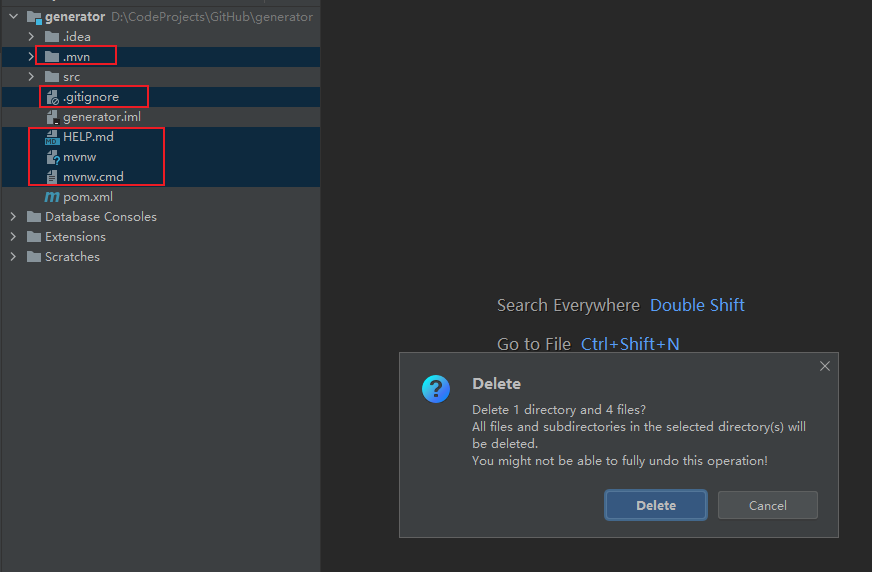 generator D:\CodeProjects\GitHub\generator
.idea
.mvn
src
.gitignore
generator.iml
HELP.md
mvnw
mvnw.cmd
pom.xml
Database Consoles
Extensions
Scratches
Search Everywhere Double Shift
Go to File Ctrl+Shift+N
Delete
Delete 1 directory and 4 files?
All files and subdirectories in the selected directory(s) will
be deleted.
You might not be able to fully undo this operation!
Delete Cancel